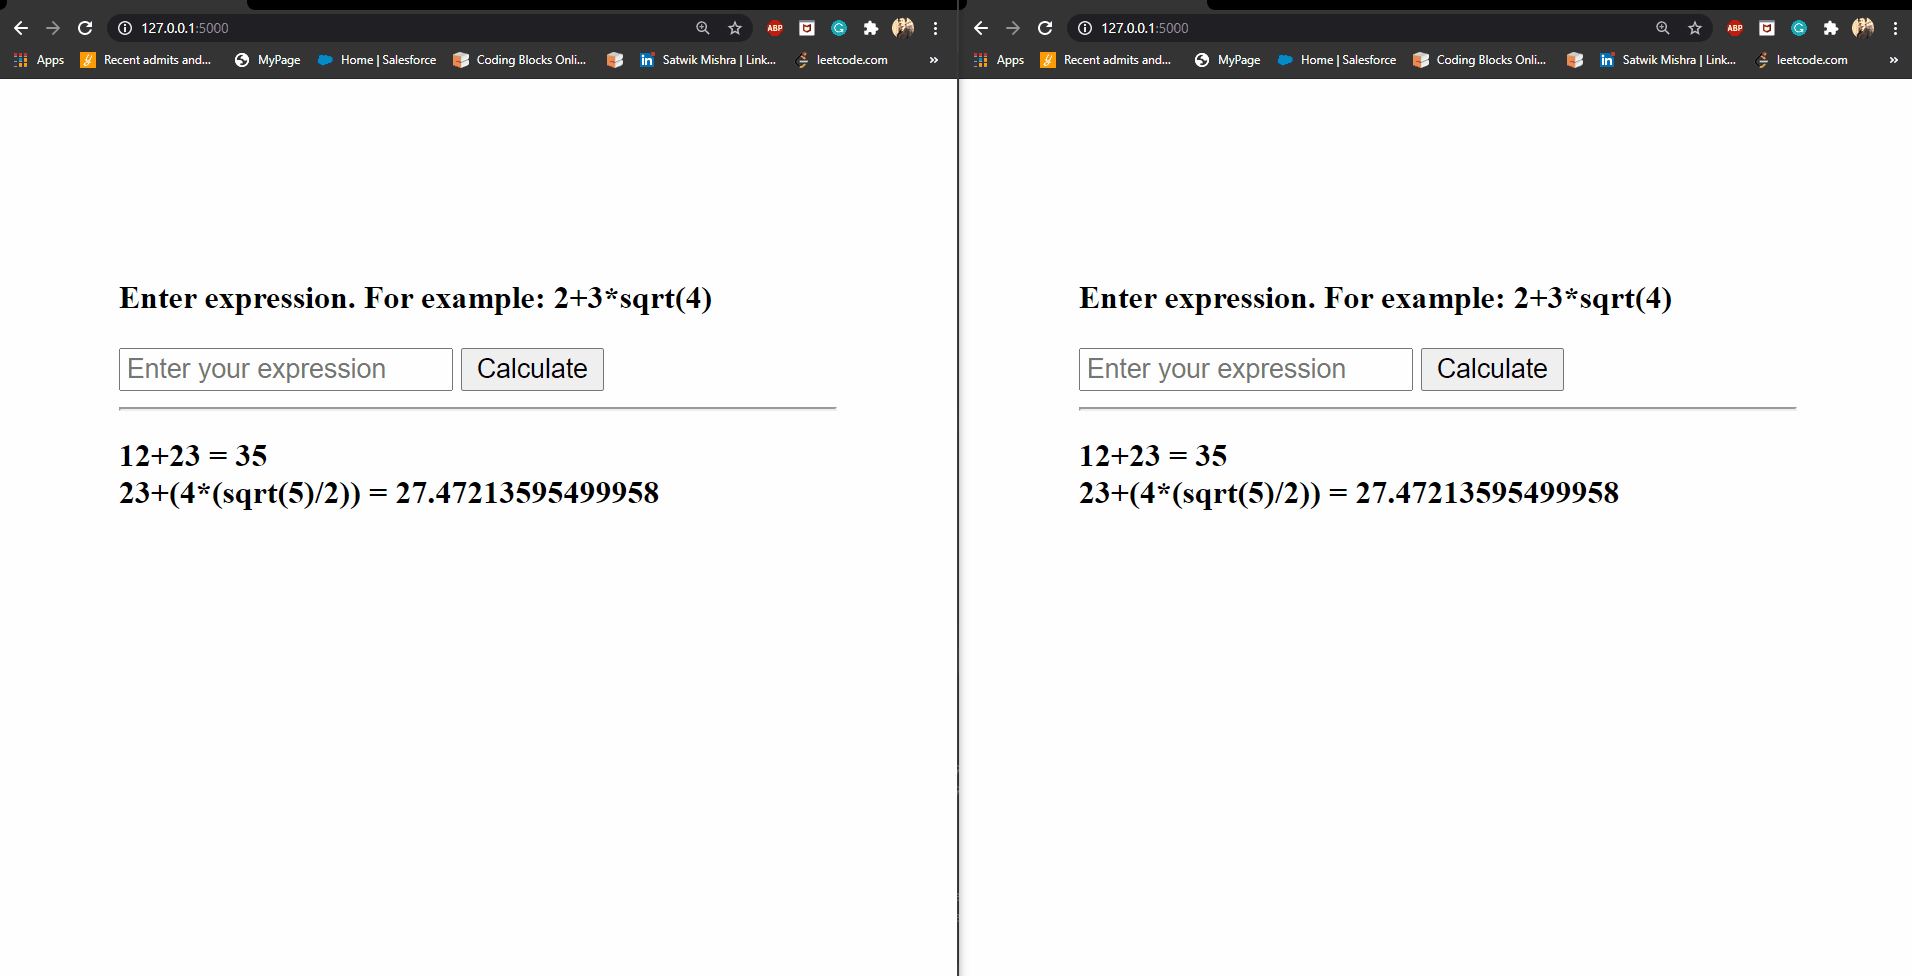 127.0.0.1:5000
ABP
Apps Recent admits and... MyPage Home | Salesforce Coding Blocks Onli... in Satwik Mishra | Link... leetcode.com »
Enter expression. For example: 2+3*sqrt(4)
Enter your expression Calculate
12+23 = 35
23+(4*(sqrt(5)/2)) = 27.47213595499958
127.0.0.1:5000
ABP
Apps Recent admits and... MyPage Home | Salesforce Coding Blocks Onli... in Satwik Mishra | Link... leetcode.com »
Enter expression. For example: 2+3*sqrt(4)
Enter your expression Calculate
12+23 = 35
23+(4*(sqrt(5)/2)) = 27.47213595499958